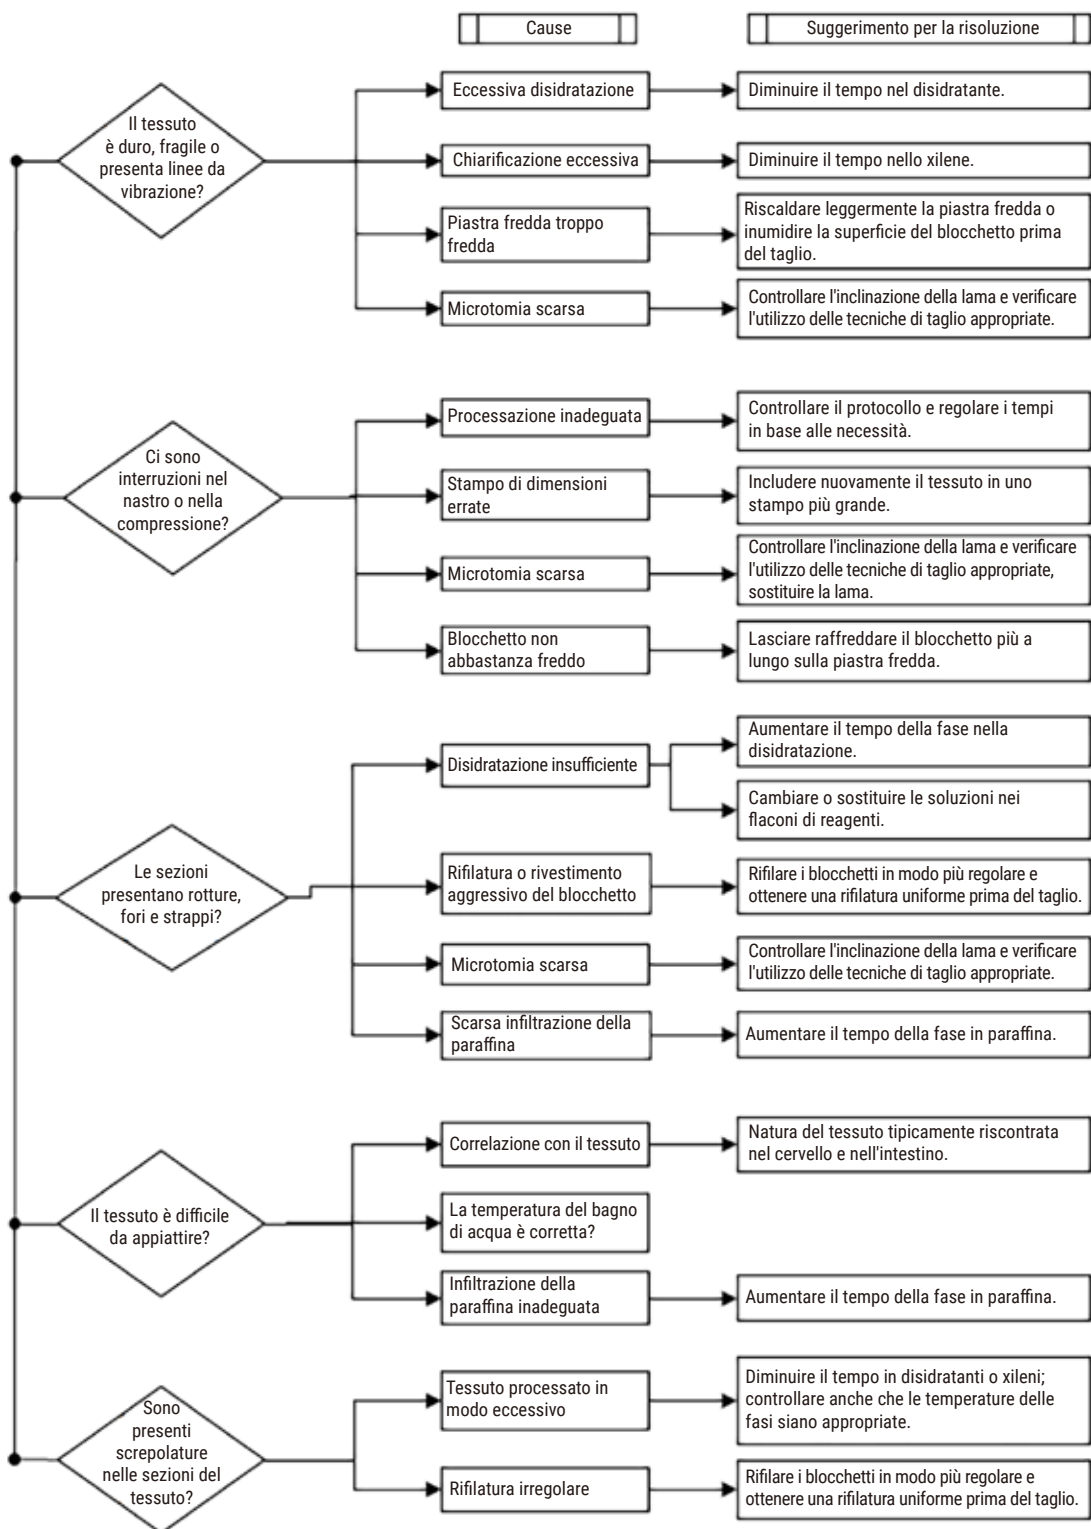 Cause
Suggerimento per la risoluzione
Il tessuto
è duro, fragile o
presenta linee da
vibrazione?
Eccessiva disidratazione
Diminuire il tempo nel disidratante.
Chiarificazione eccessiva
Diminuire il tempo nello xilene.
Piastra fredda troppo
fredda
Riscaldare leggermente la piastra fredda o
inumidire la superficie del blocchetto prima
del taglio.
Microtomia scarsa
Controllare l'inclinazione della lama e verificare
l'utilizzo delle tecniche di taglio appropriate.
Ci sono
interruzioni nel
nastro o nella
compressione?
Processazione inadeguata
Controllare il protocollo e regolare i tempi
in base alle necessità.
Stampo di dimensioni
errate
Includere nuovamente il tessuto in uno
stampo più grande.
Microtomia scarsa
Controllare l'inclinazione della lama e verificare
l'utilizzo delle tecniche di taglio appropriate,
sostituire la lama.
Blocchetto non
abbastanza freddo
Lasciare raffreddare il blocchetto più a
lungo sulla piastra fredda.
Le sezioni
presentano rotture,
fori e strappi?
Disidratazione insufficiente
Aumentare il tempo della fase nella
disidratazione.
Cambiare o sostituire le soluzioni nei
flaconi di reagenti.
Rifilatura o rivestimento
aggressivo del blocchetto
Rifilare i blocchetti in modo più regolare e
ottenere una rifilatura uniforme prima del taglio.
Microtomia scarsa
Controllare l'inclinazione della lama e verificare
l'utilizzo delle tecniche di taglio appropriate.
Scarsa infiltrazione della
paraffina
Aumentare il tempo della fase in paraffina.
Il tessuto è difficile
da appiattire?
Correlazione con il tessuto
Natura del tessuto tipicamente riscontrata
nel cervello e nell'intestino.
La temperatura del bagno
di acqua è corretta?
Infiltrazione della
paraffina inadeguata
Aumentare il tempo della fase in paraffina.
Sono
presenti
screpolature
nelle sezioni del
tessuto?
Tessuto processato in
modo eccessivo
Diminuire il tempo in disidratanti o xileni;
controllare anche che le temperature delle
fasi siano appropriate.
Rifilatura irregolare
Rifilare i blocchetti in modo più regolare e
ottenere una rifilatura uniforme prima del taglio.